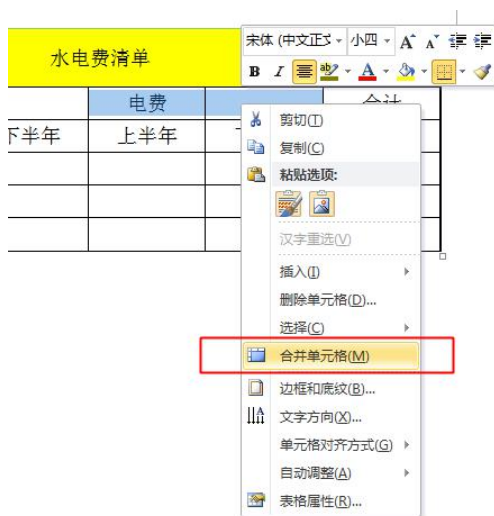 宋体 (中文正文 小四 A A
水电费清单
B I ab A
电费 合计
下半年 上半年
剪切(T)
复制(C)
粘贴选项:
汉字重选(V)
插入(I)
删除单元格(D)...
选择(C)
合并单元格(M)
边框和底纹(B)...
文字方向(X)...
单元格对齐方式(G)
自动调整(A)
表格属性(R)...